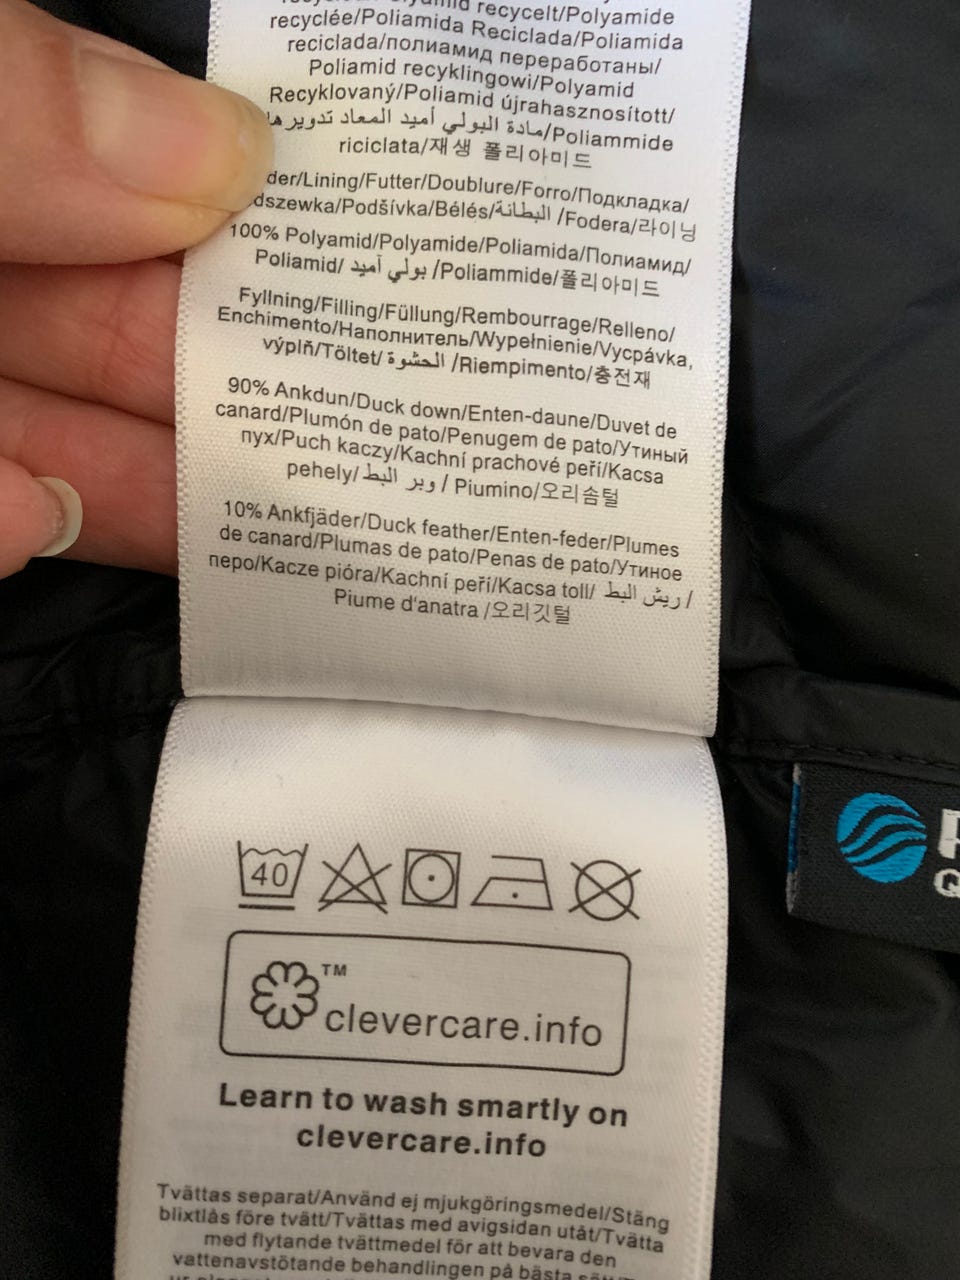 recycelt/Polyamide
recyclée/Poliamida Reciclada/Poliamida
reciclada/полиамид переработаны/
Poliamid recyklingowi/Polyamid
Recyklovaný/Poliamid újrahasznosított/
مادة البولي أميد المعاد تدويرها/Poliammide
riciclata/재생 폴리아미드
der/Lining/Futter/Doublure/Forro/Подкладка/
dszewka/Podšívka/Bélés/البطانة /Fodera/라이닝
100% Polyamid/Polyamide/Poliamida/Полиамид/
Poliamid/ بولي أميد /Poliammide/폴리아미드
Fyllning/Filling/Füllung/Rembourrage/Relleno/
Enchimento/Наполнитель/Wypełnienie/Vycpávka,
výplň/Töltet/ الحشوة /Riempimento/충전재
90% Ankdun/Duck down/Enten-daune/Duvet de
canard/Plumón de pato/Penugem de pato/Утиный
пух/Puch kaczy/Kachní prachové peří/Kacsa
pehely/ وبر البط / Piumino/오리솜털
10% Ankfjäder/Duck feather/Enten-feder/Plumes
de canard/Plumas de pato/Penas de pato/Утиное
перо/Kacze pióra/Kachní peří/Kacsa toll/ ريش البط /
Piume d'anatra /오리깃털
40
TM
clevercare.info
Learn to wash smartly on
clevercare.info
Tvättas separat/Använd ej mjukgöringsmedel/Stäng
blixtlås före tvätt/Tvättas med avigsidan utåt/Tvätta
med flytande tvättmedel för att bevara den
vattenavstötande behandlingen på bästa